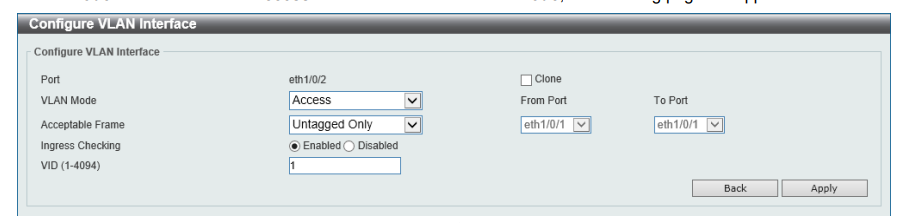 Configure VLAN Interface
Configure VLAN Interface
Port eth1/0/2 Clone
VLAN Mode Access From Port To Port
Acceptable Frame Untagged Only eth1/0/1 eth1/0/1
Ingress Checking Enabled Disabled
VID (1-4094) 1
Back Apply